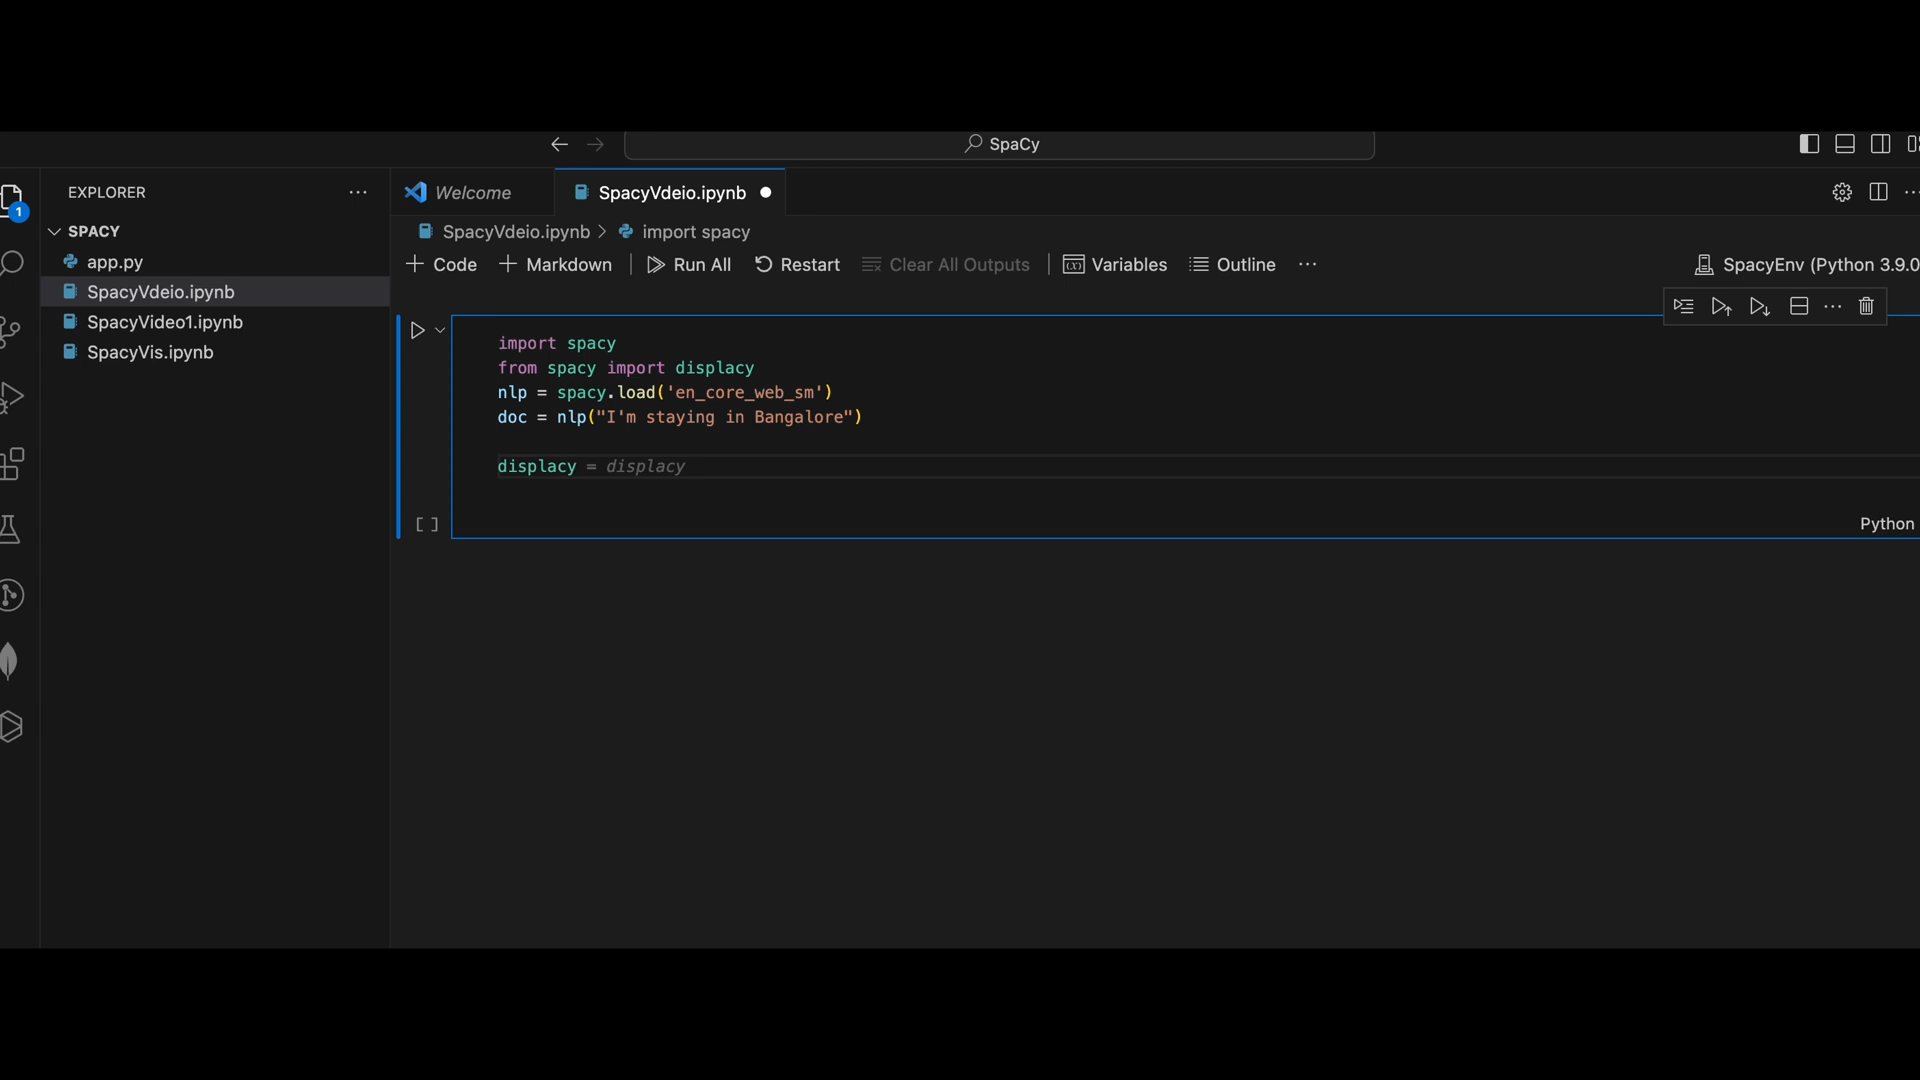 SpaCy
EXPLORER
SPACY
app.py
SpacyVdeio.ipynb
SpacyVideo1.ipynb
SpacyVis.ipynb
1
Welcome
SpacyVdeio.ipynb
SpacyVdeio.ipynb > import spacy
+ Code + Markdown Run All Restart Clear All Outputs Variables Outline ...
SpacyEnv (Python 3.9.0
import spacy
from spacy import displacy
nlp = spacy.load('en_core_web_sm')
doc = nlp("I'm staying in Bangalore")
displacy = displacy
[ ]
Python